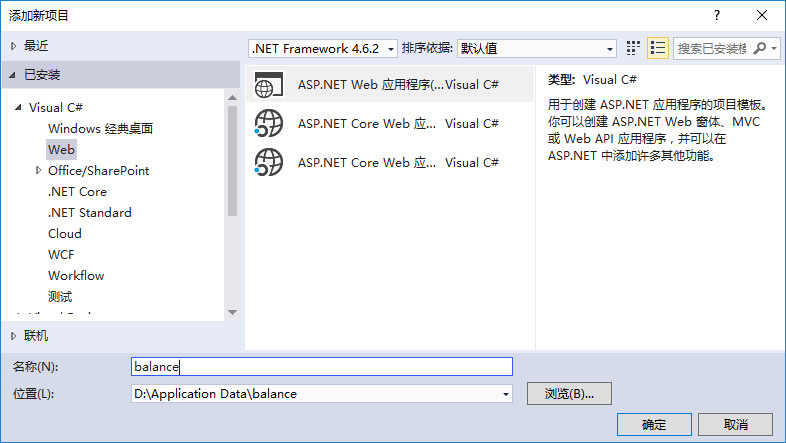 添加新项目
?
最近
.NET Framework 4.6.2
排序依据:
默认值
搜索已安装模
已安装
Visual C#
Windows 经典桌面
Web
Office/SharePoint
.NET Core
.NET Standard
Cloud
WCF
Workflow
测试
联机
ASP.NET Web 应用程序(... Visual C#
ASP.NET Core Web 应... Visual C#
ASP.NET Core Web 应... Visual C#
类型: Visual C#
用于创建 ASP.NET 应用程序的项目模板。
你可以创建 ASP.NET Web 窗体、MVC
或 Web API 应用程序，并可以在
ASP.NET 中添加许多其他功能。
名称(N):
balance
位置(L):
D:\Application Data\balance
浏览(B)...
确定
取消